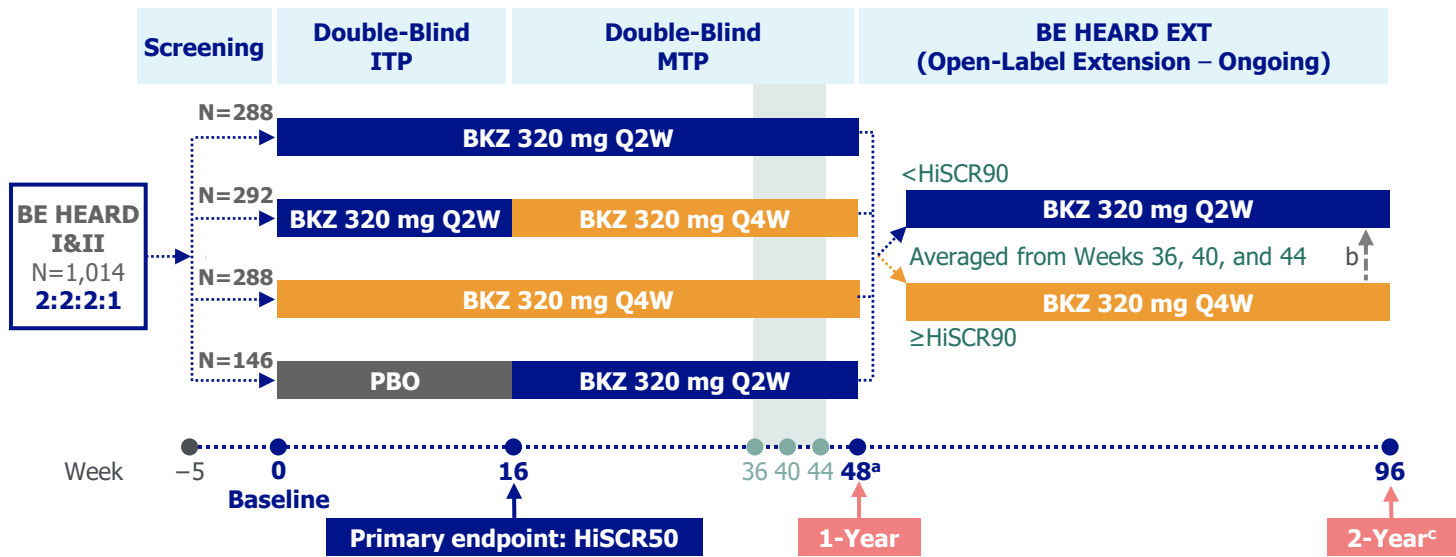 Screening
Double-Blind
ITP
Double-Blind
MTP
BE HEARD EXT
(Open-Label Extension – Ongoing)
BE HEARD
I&II
N=1,014
2:2:2:1
N=288
BKZ 320 mg Q2W
N=292
BKZ 320 mg Q2W
BKZ 320 mg Q4W
N=288
BKZ 320 mg Q4W
N=146
PBO
BKZ 320 mg Q2W
<HiSCR90
BKZ 320 mg Q2W
Averaged from Weeks 36, 40, and 44
b
BKZ 320 mg Q4W
≥HiSCR90
Week
−5
0
16
36
40
44
48ᵃ
96
Baseline
Primary endpoint: HiSCR50
1-Year
2-Yearᶜ